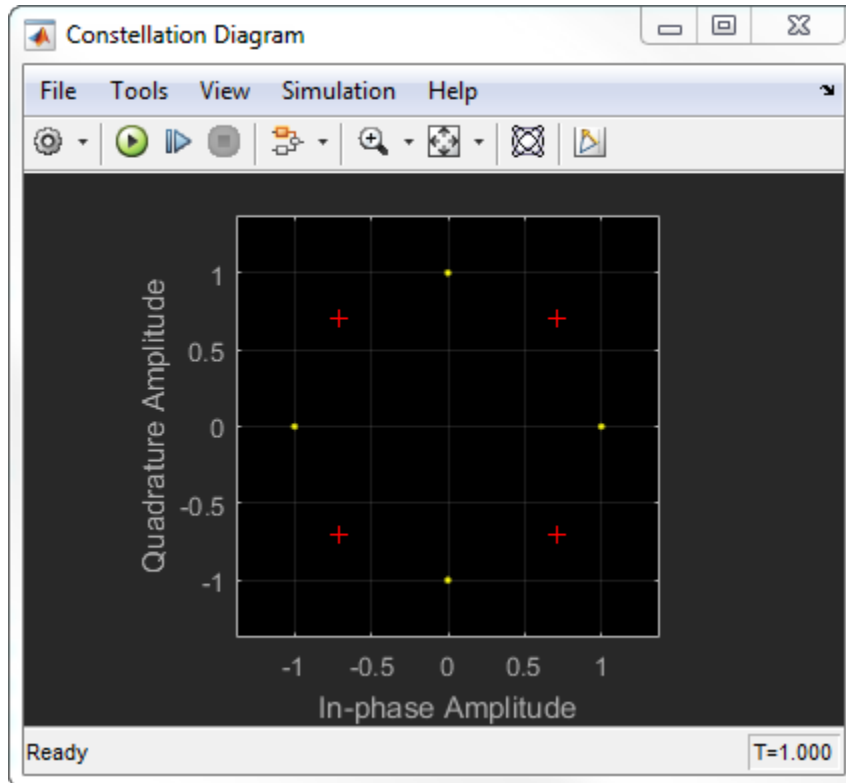 Constellation Diagram
File Tools View Simulation Help
Quadrature Amplitude
1
0.5
0
-0.5
-1
-1 -0.5 0 0.5 1
In-phase Amplitude
Ready T=1.000